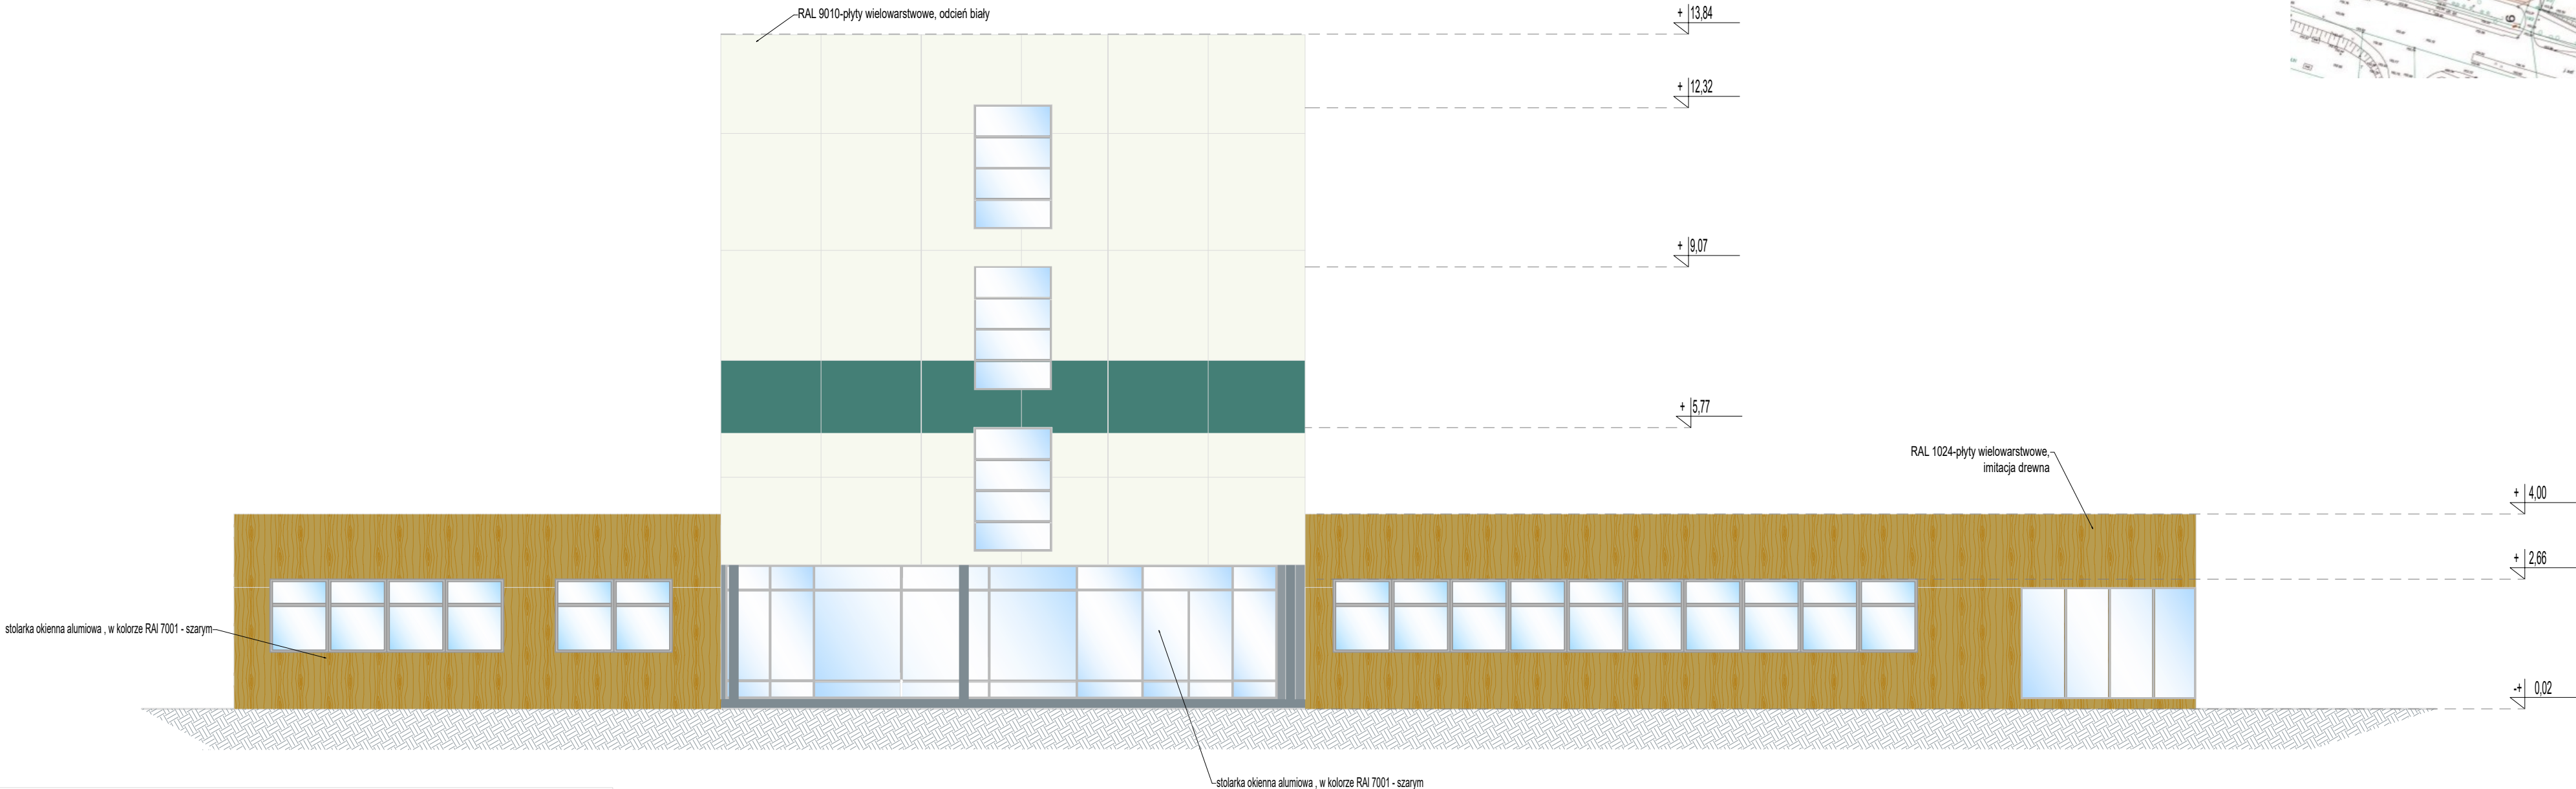 RAL 9010-płyty wielowarstwowe, odcień biały
+ 13,84
+ 12,32
+ 9,07
+ 5,77
RAL 1024-płyty wielowarstwowe,
imitacja drewna
+ 4,00
+ 2,66
stolarka okienna alumiowa , w kolorze RAl 7001 - szarym
-+ 0,02
stolarka okienna alumiowa , w kolorze RAl 7001 - szarym